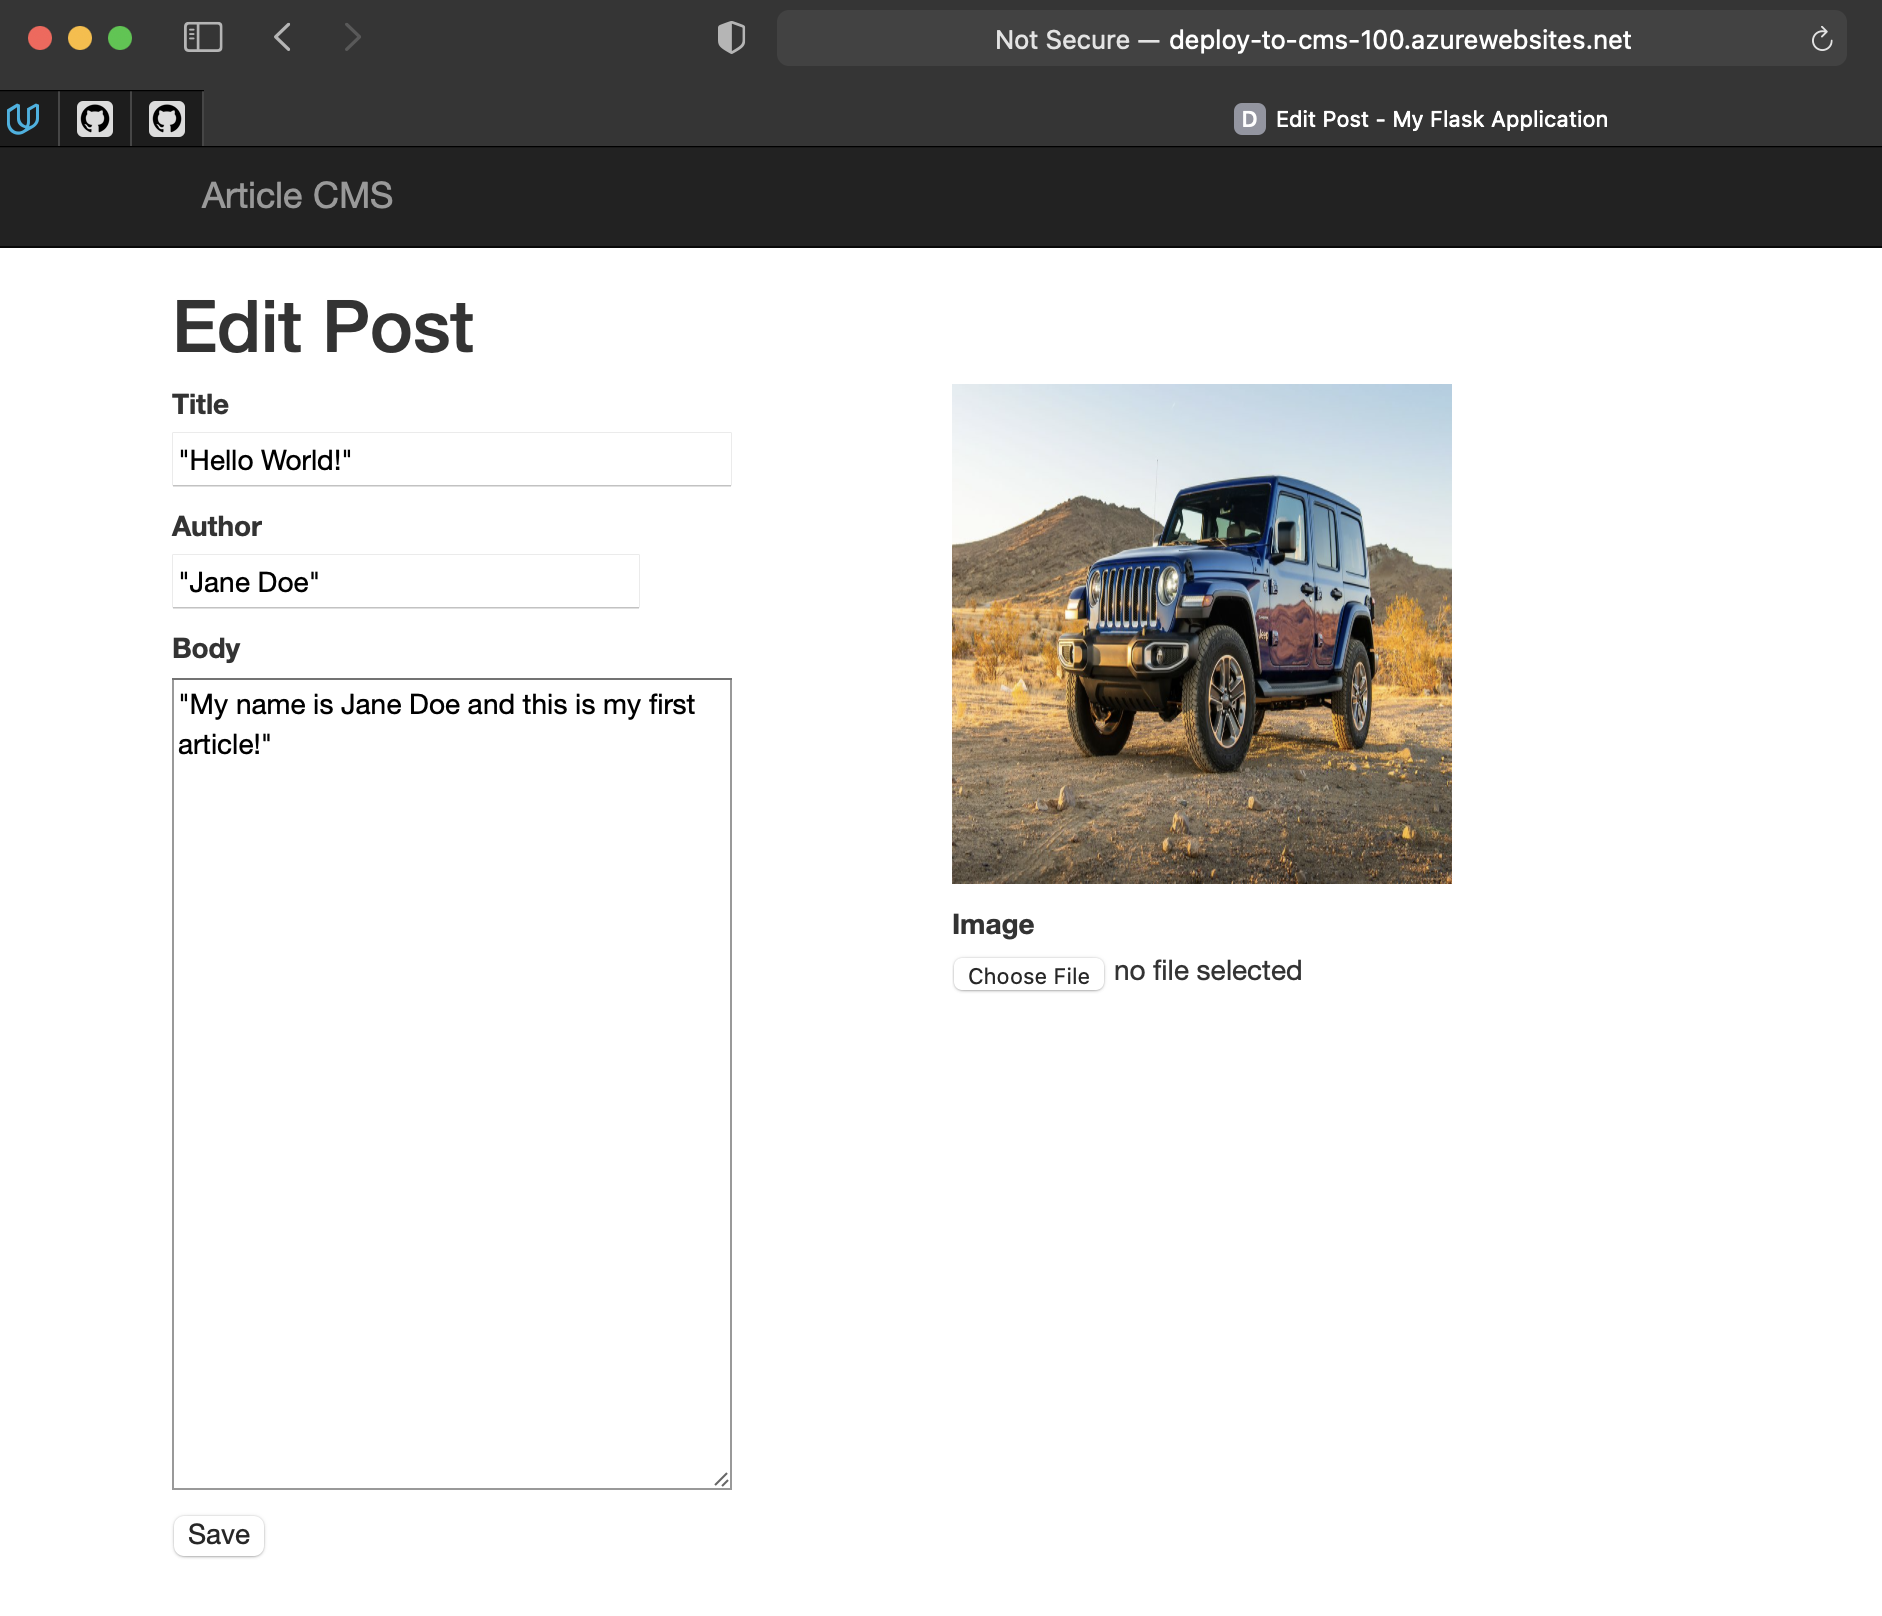 Not Secure — deploy-to-cms-100.azurewebsites.net
D Edit Post - My Flask Application
Article CMS
Edit Post
Title
"Hello World!"
Author
"Jane Doe"
Body
"My name is Jane Doe and this is my first
article!"
Save
Jeep
Image
Choose File no file selected